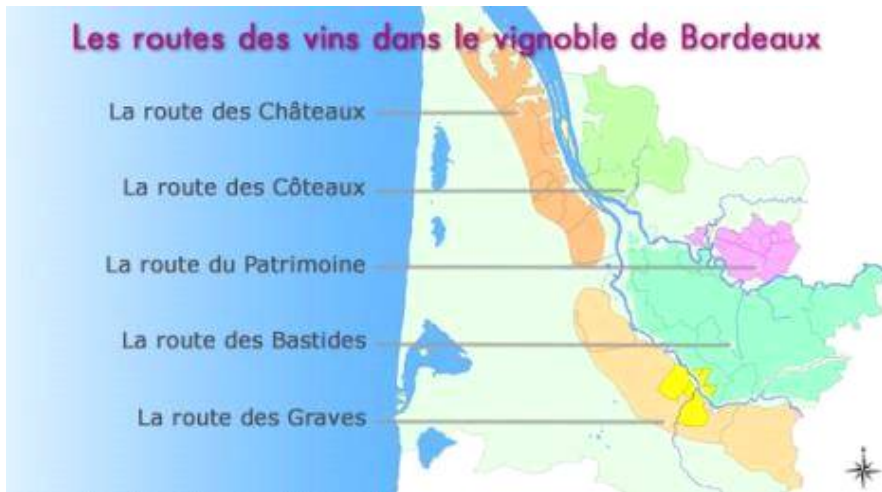 Les routes des vins dans le vignoble de Bordeaux
La route des Châteaux
La route des Côteaux
La route du Patrimoine
La route des Bastides
La route des Graves